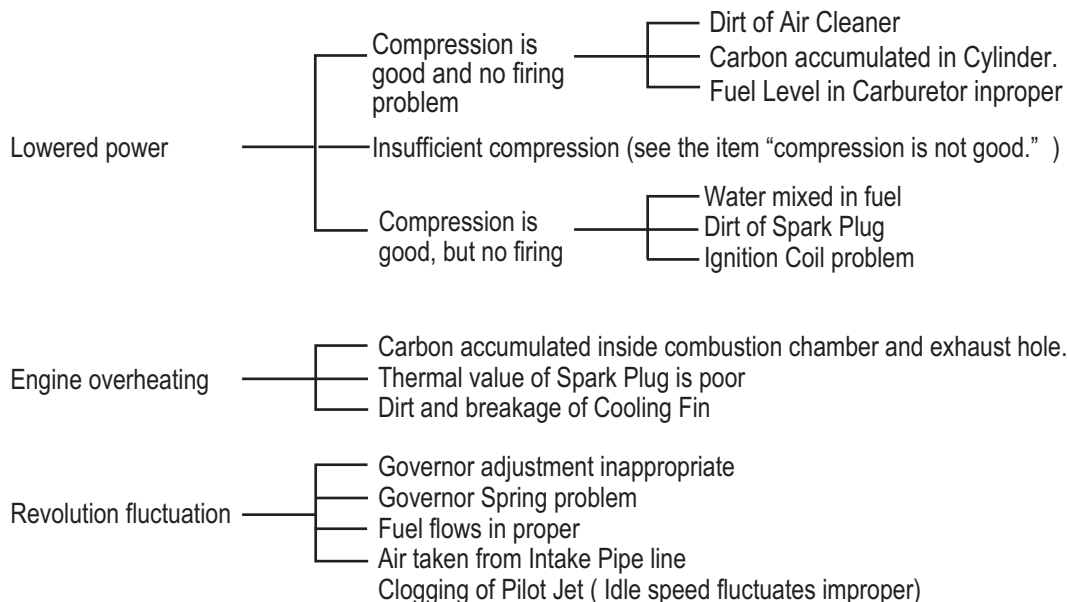 Lowered power
Compression is
good and no firing
problem
Dirt of Air Cleaner
Carbon accumulated in Cylinder.
Fuel Level in Carburetor inproper
Insufficient compression (see the item “compression is not good.” )
Compression is
good, but no firing
Water mixed in fuel
Dirt of Spark Plug
Ignition Coil problem
Engine overheating
Carbon accumulated inside combustion chamber and exhaust hole.
Thermal value of Spark Plug is poor
Dirt and breakage of Cooling Fin
Revolution fluctuation
Governor adjustment inappropriate
Governor Spring problem
Fuel flows in proper
Air taken from Intake Pipe line
Clogging of Pilot Jet ( Idle speed fluctuates improper)